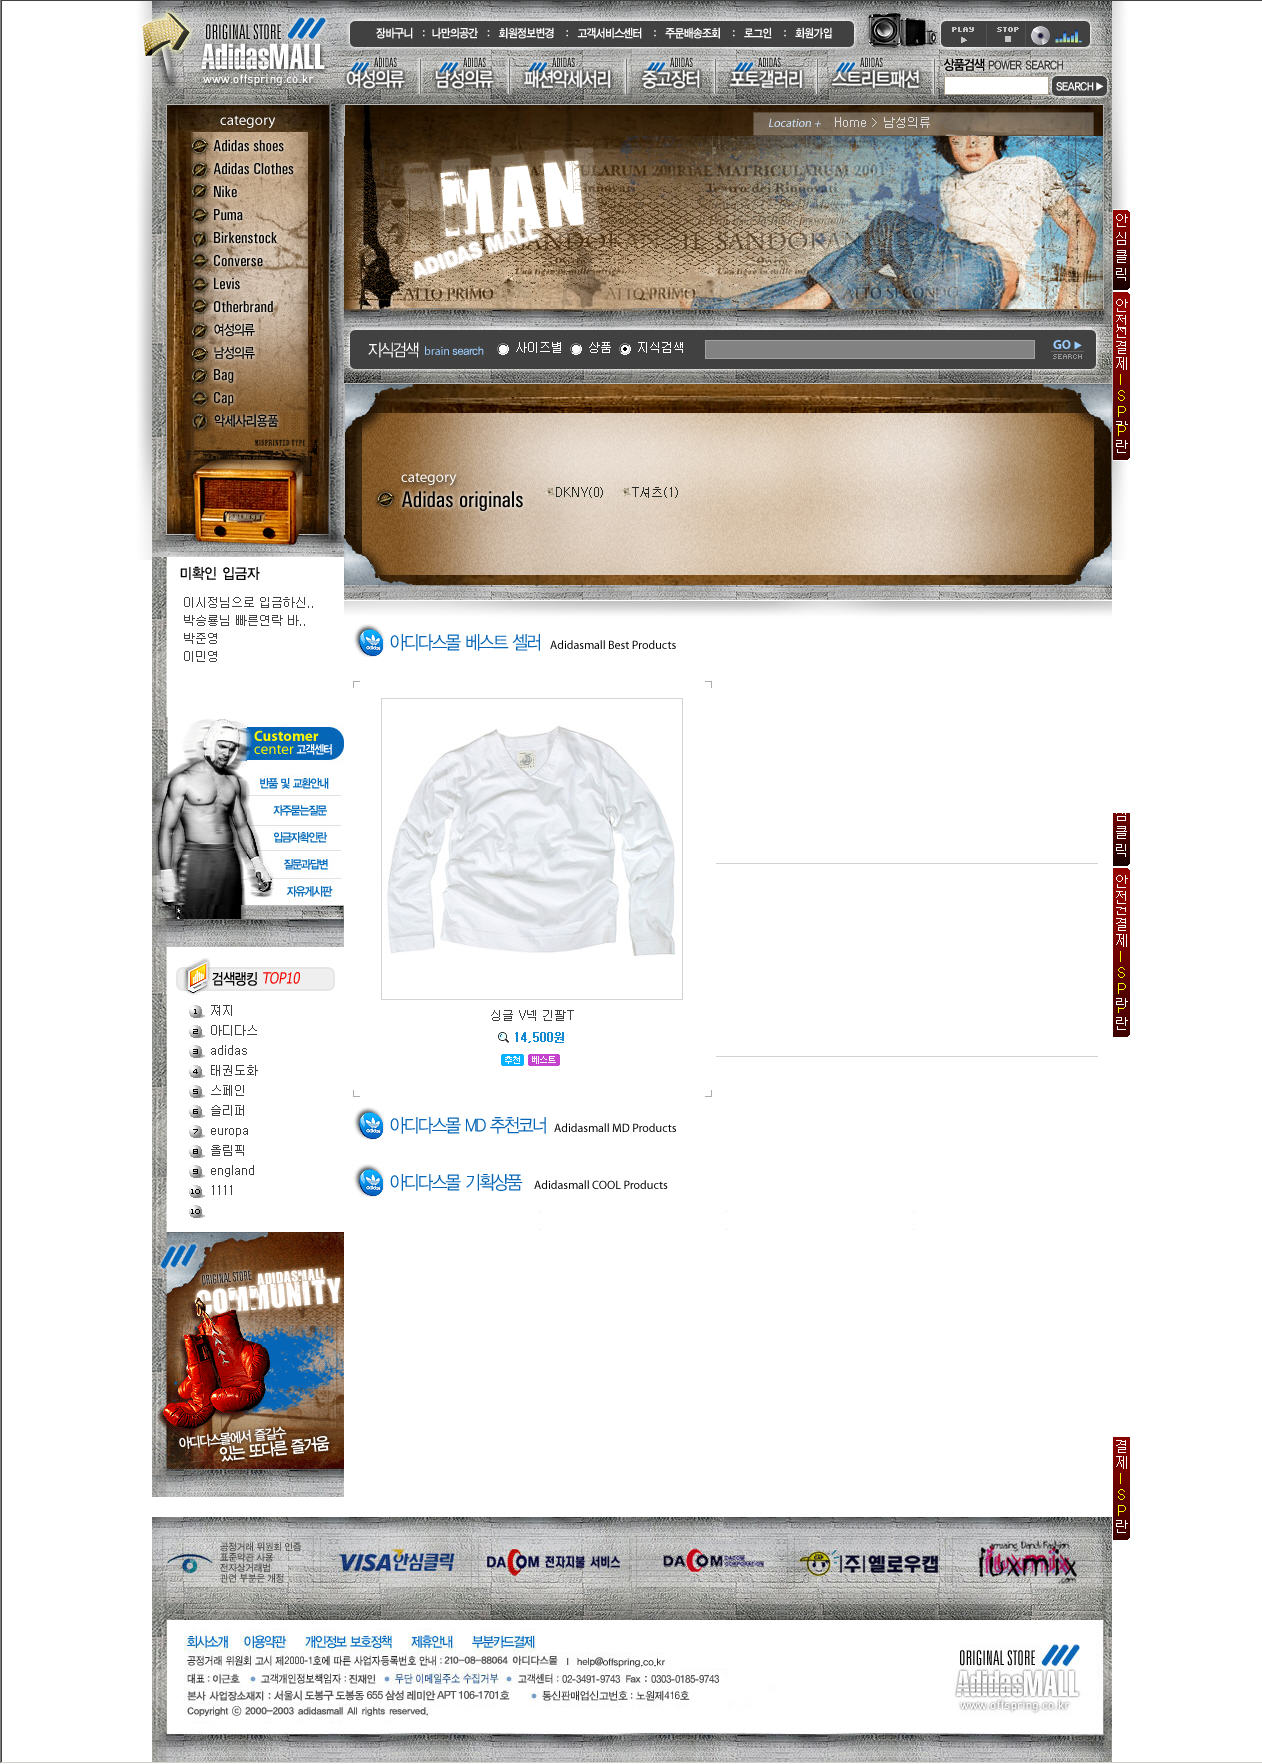 ORIGINAL STORE
AdidasMALL
www.offspring.co.kr
장바구니 : 나만의공간 : 회원정보변경 : 고객서비스센터 : 주문배송조회 : 로그인 : 회원가입
PLAY STOP
ADIDAS 여성의류
ADIDAS 남성의류
ADIDAS 패션악세서리
ADIDAS 중고장터
ADIDAS 포토갤러리
ADIDAS 스트리트패션
상품검색 POWER SEARCH
SEARCH
category
Adidas shoes
Adidas Clothes
Nike
Puma
Birkenstock
Converse
Levis
Otherbrand
여성의류
남성의류
Bag
Cap
악세사리용품
MISPRINTED TYPE
Location + Home > 남성의류
MAN
ADIDAS MALL
SANDOKAN IL SANDOKAN
ATTO PRIMO ATTO PRIMO ATTO SECONDO
지식검색 brain search 사이즈별 상품 지식검색
GO
SEARCH
category
Adidas originals
DKNY(0) T셔츠(1)
미확인 입금자
이시정님으로 입금하신..
박승룡님 빠른연락 바..
박준영
이민영
Customer
center 고객센터
반품 및 교환안내
자주묻는질문
입금자확인란
질문과답변
자유게시판
검색랭킹 TOP10
1 져지
2 아디다스
3 adidas
4 태권도화
5 스페인
6 슬리퍼
7 europa
8 올림픽
9 england
10 1111
10
ORIGINAL STORE ADIDASMALL
COMMUNITY
아디다스몰에서 즐길수
있는 또다른 즐거움
아디다스몰 베스트 셀러 Adidasmall Best Products
싱글 V넥 긴팔T
14,500원
추천 베스트
아디다스몰 MD 추천코너 Adidasmall MD Products
아디다스몰 기획상품 Adidasmall COOL Products
안심클릭
안전결제ISP란
클릭
안전결제ISP란
결제ISP란
공정거래 위원회 인증
표준약관 사용
전자상거래법
관련 부분은 개정
VISA안심클릭
DACOM 전자지불 서비스
DACOM DACOM CORPORATION
(주)옐로우캡
Amusing Dandi Fashion
iluxmix
.com
회사소개 이용약관 개인정보 보호정책 제휴안내 부분카드결제
공정거래 위원회 고시 제2000-1호에 따른 사업자등록번호 안내 : 210-08-88064 아디다스몰 | help@offspring.co.kr
대표 : 이근호 고객개인정보책임자 : 진재인 무단 이메일주소 수집거부 고객센터 : 02-3491-9743 Fax : 0303-0185-9743
본사 사업장소재지 : 서울시 도봉구 도봉동 655 삼성 레미안 APT 106-1701호 통신판매업신고번호 : 노원제416호
Copyright ⓒ 2000-2003 adidasmall All rights reserved.
ORIGINAL STORE
AdidasMALL
www.offspring.co.kr